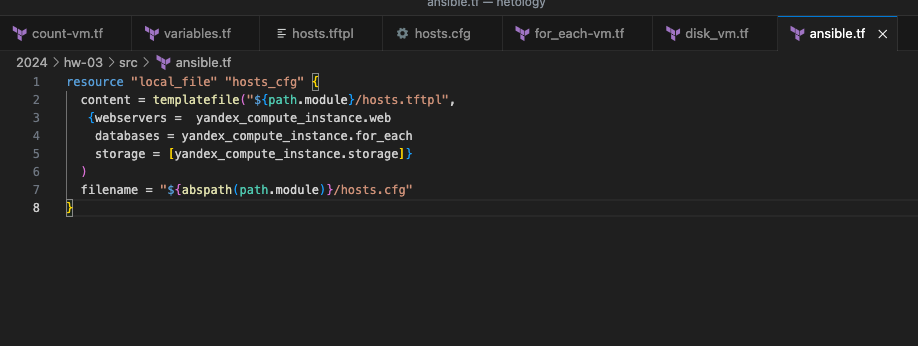 ansible.tf — netology
count-vm.tf variables.tf hosts.tftpl hosts.cfg for_each-vm.tf disk_vm.tf ansible.tf ×
2024 > hw-03 > src > ansible.tf
1 resource "local_file" "hosts_cfg" {
2   content = templatefile("${path.module}/hosts.tftpl",
3    {webservers =  yandex_compute_instance.web
4     databases = yandex_compute_instance.for_each
5     storage = [yandex_compute_instance.storage]}
6   )
7   filename = "${abspath(path.module)}/hosts.cfg"
8 }